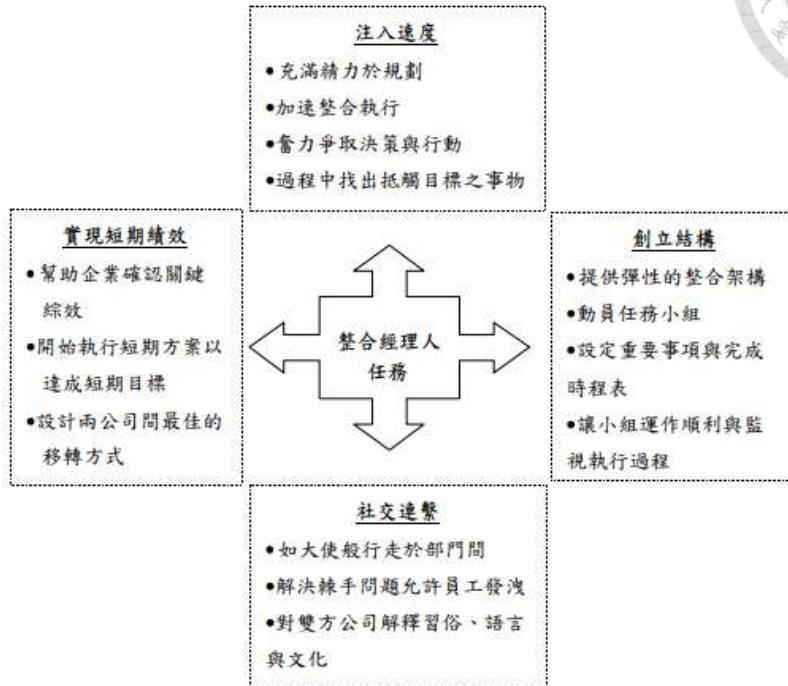 注入速度
•充滿精力於規劃
•加速整合執行
•奮力爭取決策與行動
•過程中找出抵觸目標之事物
實現短期績效
•幫助企業確認關鍵
綜效
•開始執行短期方案以
達成短期目標
•設計兩公司間最佳的
移轉方式
整合經理人
任務
創立結構
•提供彈性的整合架構
•動員任務小組
•設定重要事項與完成
時程表
•讓小組運作順利與監
視執行過程
社交連繫
•如大使般行走於部門間
•解決棘手問題允許員工發洩
•對雙方公司解釋習俗、語言
與文化